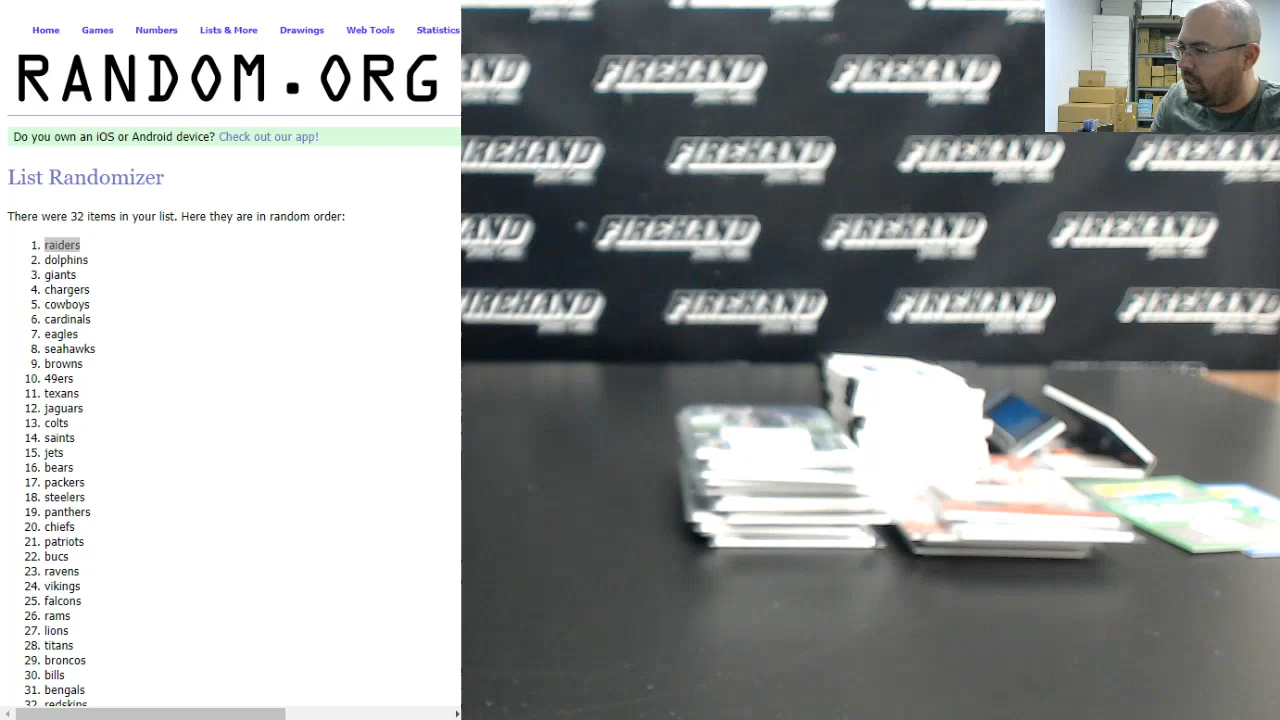 Home Games Numbers Lists & More Drawings Web Tools Statistics
RANDOM.ORG
Do you own an iOS or Android device? Check out our app!
List Randomizer
There were 32 items in your list. Here they are in random order:
1. raiders
2. dolphins
3. giants
4. chargers
5. cowboys
6. cardinals
7. eagles
8. seahawks
9. browns
10. 49ers
11. texans
12. jaguars
13. colts
14. saints
15. jets
16. bears
17. packers
18. steelers
19. panthers
20. chiefs
21. patriots
22. bucs
23. ravens
24. vikings
25. falcons
26. rams
27. lions
28. titans
29. broncos
30. bills
31. bengals
32. redskins
FIREHAND FIREHAND
FIREHAND FIREHAND FIREHAND FIREHAND
FIREHAND FIREHAND FIREHAND
FIREHAND FIREHAND FIREHAND FIREHAND